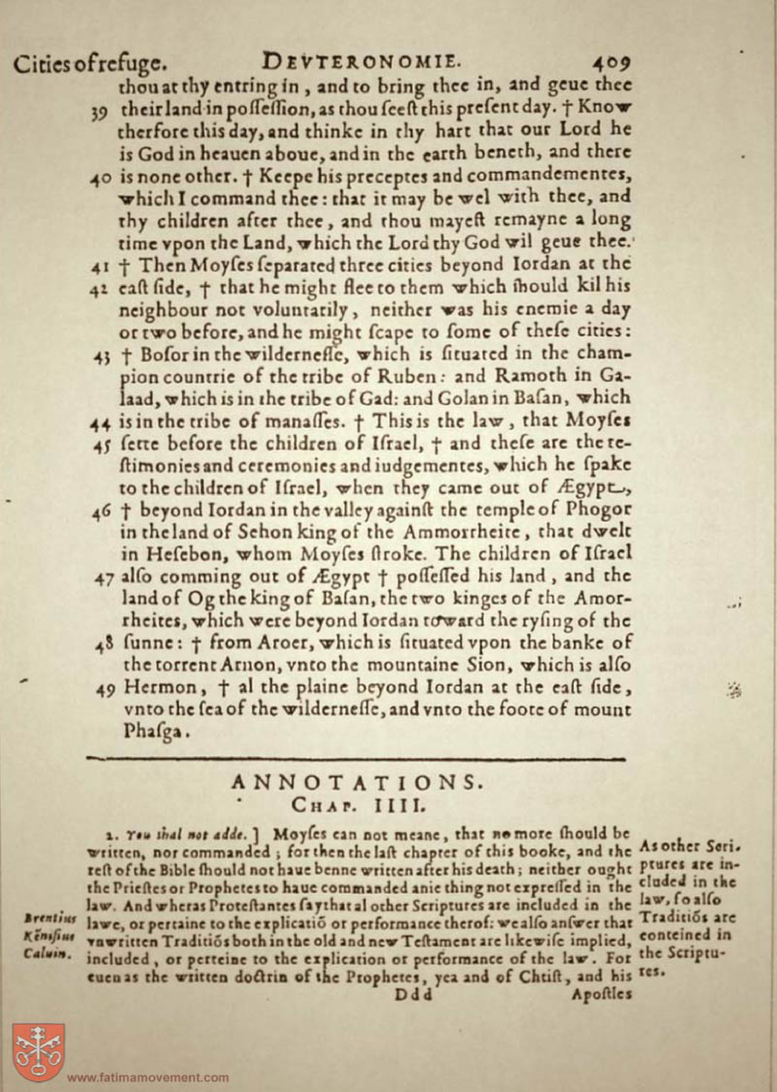 Cities of refuge. DEVTERONOMIE. 409
thou at thy entring in, and to bring thee in, and geue thee
39 their land in possession, as thou seest this present day. † Know
therfore this day, and thinke in thy hart that our Lord he
is God in heauen aboue, and in the earth beneth, and there
40 is none other. † Keepe his preceptes and commandementes,
which I command thee: that it may be wel with thee, and
thy children after thee, and thou mayest remayne a long
time vpon the Land, which the Lord thy God wil geue thee.
41 † Then Moyses separated three cities beyond Iordan at the
42 east side, † that he might flee to them which should kil his
neighbour not voluntarily, neither was his enemie a day
or two before, and he might scape to some of these cities:
43 † Bosor in the wildernesse, which is situated in the cham-
pion countrie of the tribe of Ruben: and Ramoth in Ga-
laad, which is in the tribe of Gad: and Golan in Basan, which
44 is in the tribe of manasses. † This is the law, that Moyses
45 sette before the children of Israel, † and these are the te-
stimonies and ceremonies and iudgementes, which he spake
to the children of Israel, when they came out of Ægypt,
46 † beyond Iordan in the valley against the temple of Phogor
in the land of Sehon king of the Ammorrheite, that dwelt
in Hesebon, whom Moyses stroke. The children of Israel
47 also comming out of Ægypt † possessed his land, and the
land of Og the king of Basan, the two kinges of the Amor-
rheites, which were beyond Iordan toward the rysing of the
48 sunne: † from Aroer, which is situated vpon the banke of
the torrent Arnon, vnto the mountaine Sion, which is also
49 Hermon, † al the plaine beyond Iordan at the east side,
vnto the sea of the wildernesse, and vnto the foote of mount
Phasga.
ANNOTATIONS.
CHAP. IIII.
2. You shal not adde.] Moyses can not meane, that no more should be
written, nor commanded; for then the last chapter of this booke, and the
rest of the Bible should not haue benne written after his death; neither ought
the Priestes or Prophetes to haue commanded anie thing not expressed in the
law. And wheras Protestantes say that al other Scriptures are included in the
lawe, or pertaine to the explicatiō or performance therof: we also answer that
vnwritten Traditiōs both in the old and new Testament are likewise implied,
included, or perteine to the explication or performance of the law. For
euen as the written doctrin of the Prophetes, yea and of Christ, and his
Ddd Apostles
As other Scri-
ptures are in-
cluded in the
law, so also
Traditiōs are
conteined in
the Scriptu-
res.
Brentius
Kēnisius
Caluin.
www.fatimamovement.com